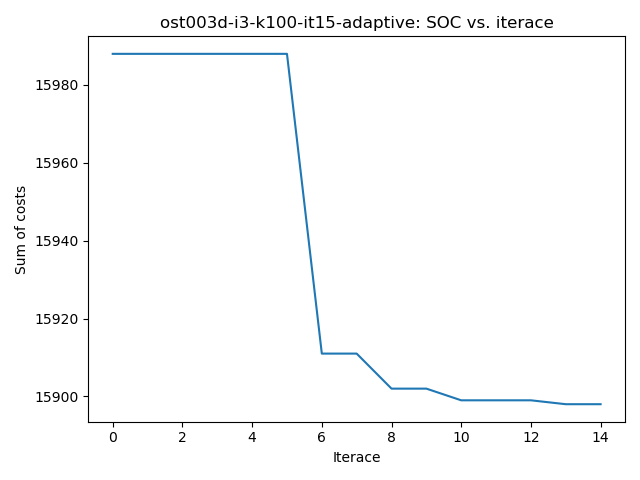 ost003d-i3-k100-it15-adaptive: SOC vs. iterace
Sum of costs
15980
15960
15940
15920
15900
0 2 4 6 8 10 12 14
Iterace